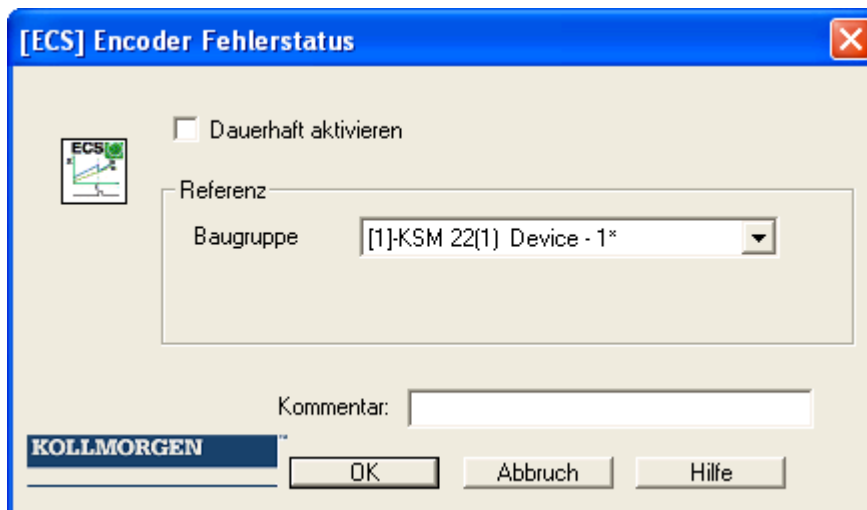 [ECS] Encoder Fehlerstatus
Dauerhaft aktivieren
ECS
Referenz
Baugruppe
[1]-KSM 22(1) Device - 1*
Kommentar:
KOLLMORGEN
OK
Abbruch
Hilfe